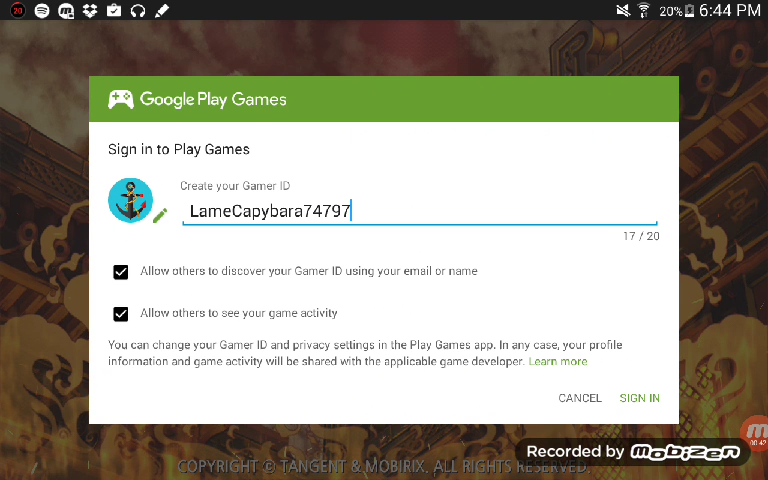 20
20% 6:44 PM
Google Play Games
Sign in to Play Games
Create your Gamer ID
LameCapybara74797
17 / 20
Allow others to discover your Gamer ID using your email or name
Allow others to see your game activity
You can change your Gamer ID and privacy settings in the Play Games app. In any case, your profile
information and game activity will be shared with the applicable game developer. Learn more
CANCEL SIGN IN
00:42
Recorded by Mobizen
COPYRIGHT © TANGENT & MOBIRIX. ALL RIGHTS RESERVED.